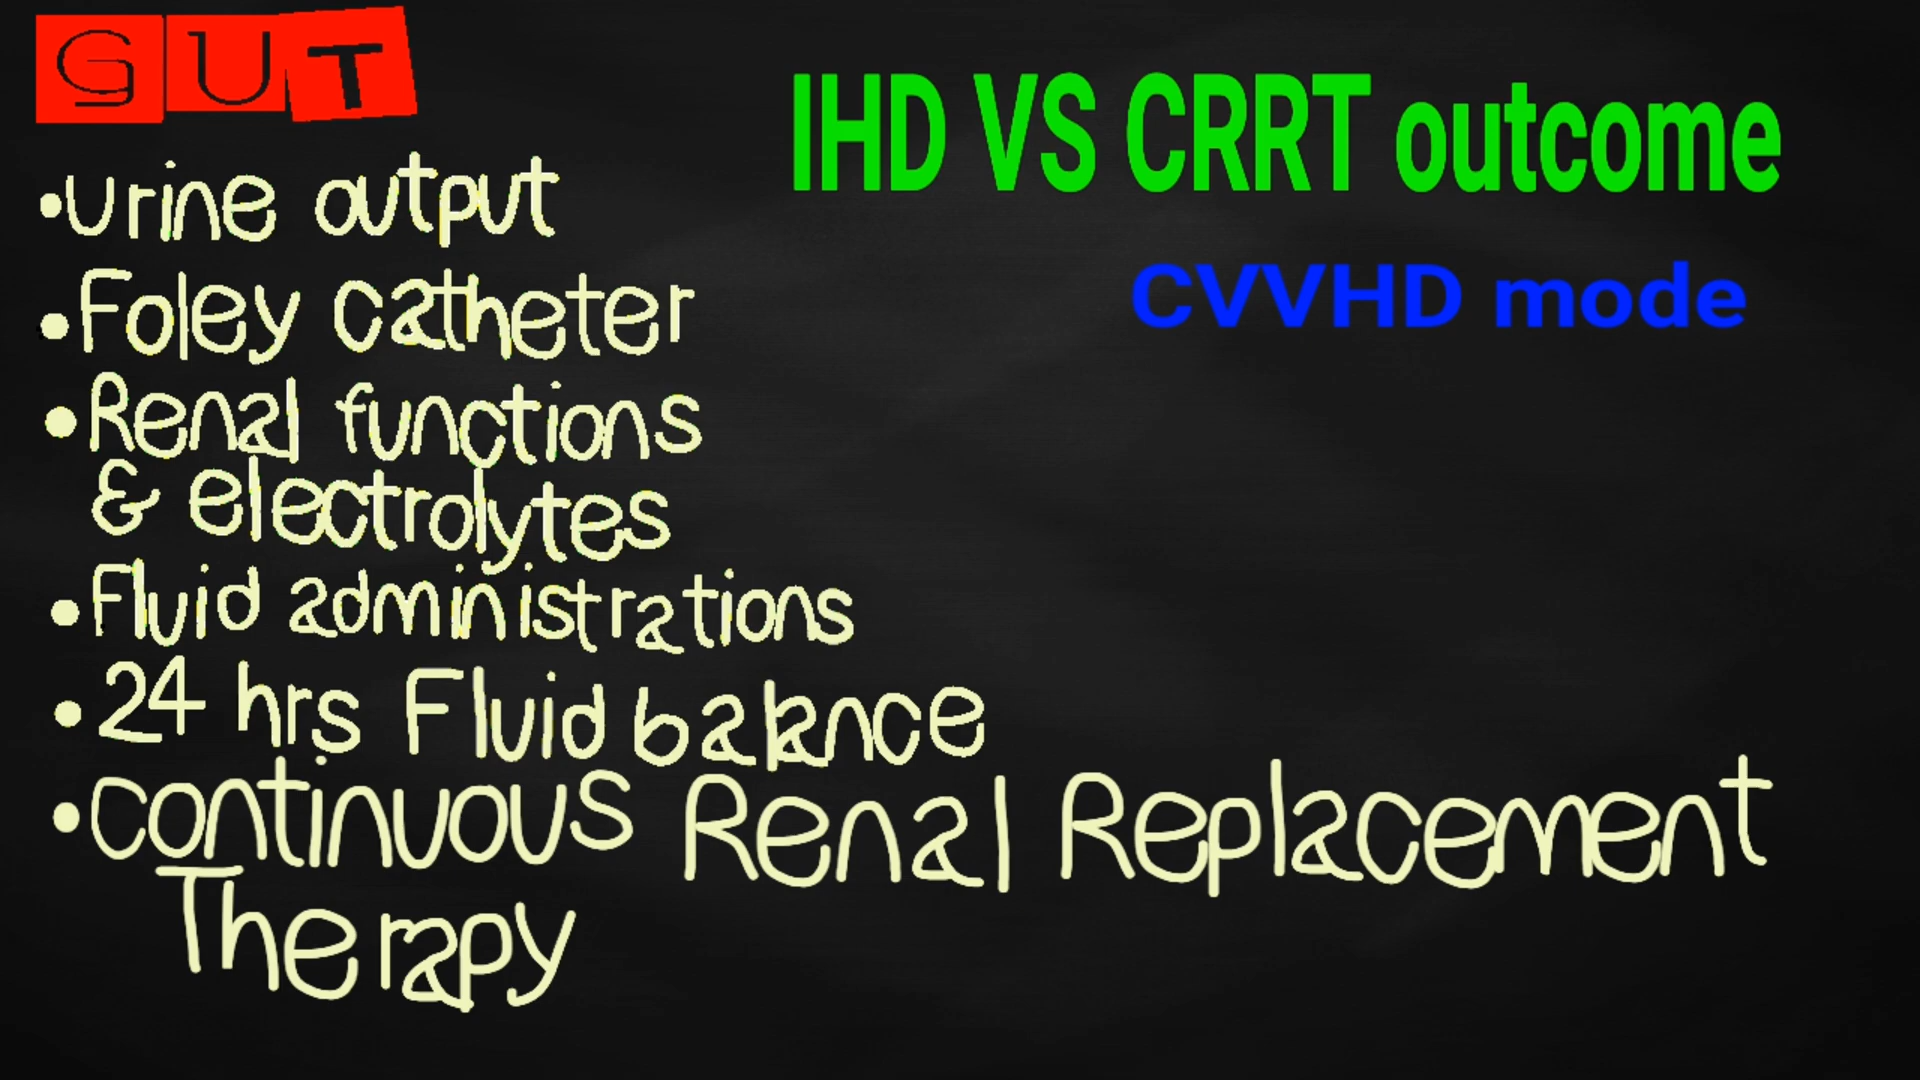 GUT
IHD VS CRRT outcome
CVVHD mode
•Urine output
•Foley catheter
•Renal functions
& electrolytes
•Fluid administrations
•24 hrs Fluid balance
•Continuous Renal Replacement
Therapy